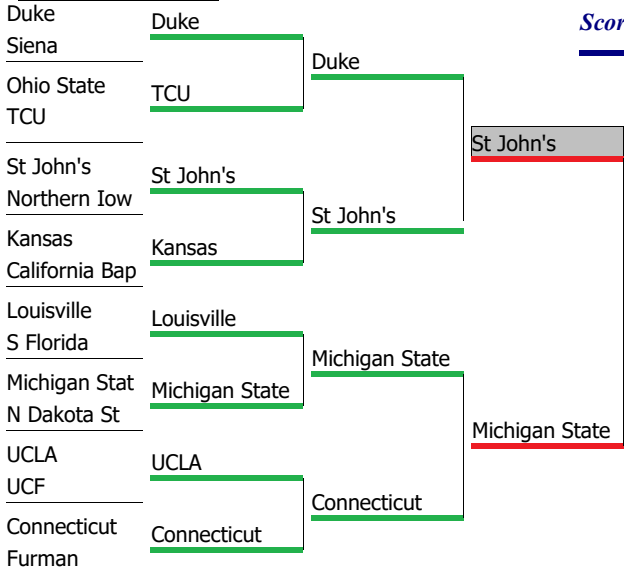 Duke
Siena
Ohio State
TCU
St John's
Northern Iow
Kansas
California Bap
Louisville
S Florida
Michigan Stat
N Dakota St
UCLA
UCF
Connecticut
Furman
Duke
TCU
St John's
Kansas
Louisville
Michigan State
UCLA
Connecticut
Duke
St John's
Michigan State
Connecticut
St John's
Michigan State
Scor